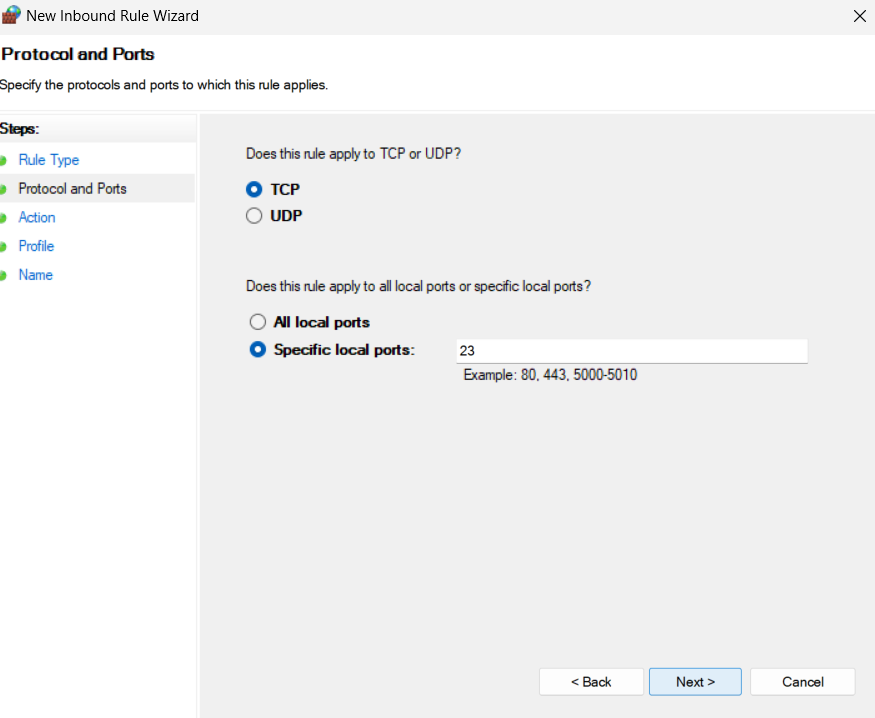 New Inbound Rule Wizard
Protocol and Ports
Specify the protocols and ports to which this rule applies.
Steps:
Rule Type
Protocol and Ports
Action
Profile
Name
Does this rule apply to TCP or UDP?
TCP
UDP
Does this rule apply to all local ports or specific local ports?
All local ports
Specific local ports:
23
Example: 80, 443, 5000-5010
< Back
Next >
Cancel